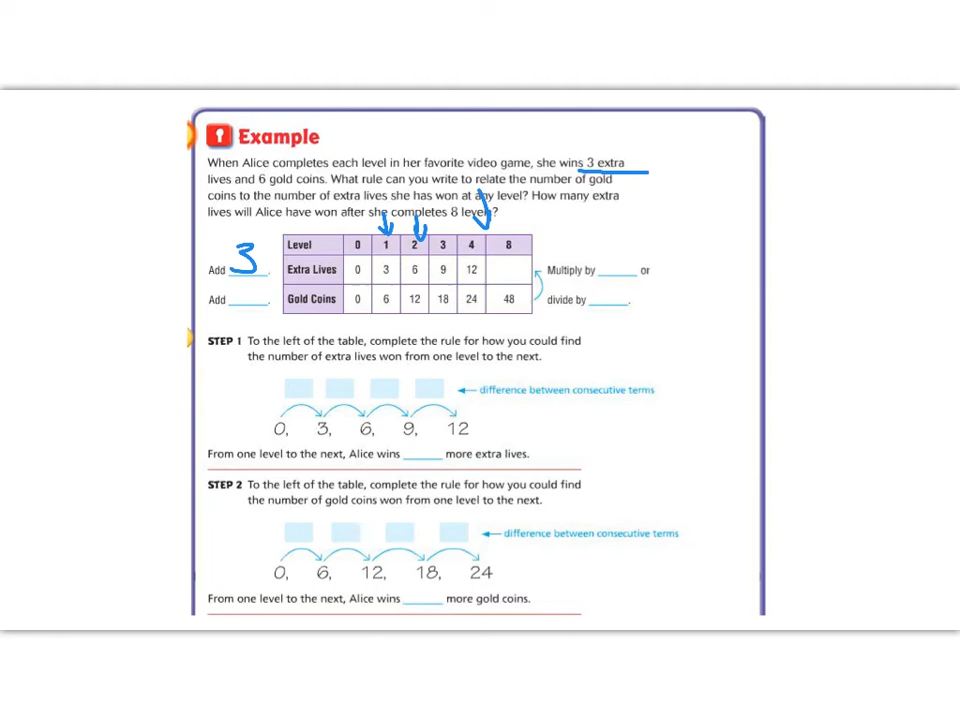 Example
When Alice completes each level in her favorite video game, she wins 3 extra
lives and 6 gold coins. What rule can you write to relate the number of gold
coins to the number of extra lives she has won at any level? How many extra
lives will Alice have won after she completes 8 levels?
Level 0 1 2 3 4 8
Add 3. Extra Lives 0 3 6 9 12 Multiply by ______ or
Add ______. Gold Coins 0 6 12 18 24 48 divide by ______.
STEP 1 To the left of the table, complete the rule for how you could find
the number of extra lives won from one level to the next.
difference between consecutive terms
0, 3, 6, 9, 12
From one level to the next, Alice wins ______ more extra lives.
STEP 2 To the left of the table, complete the rule for how you could find
the number of gold coins won from one level to the next.
difference between consecutive terms
0, 6, 12, 18, 24
From one level to the next, Alice wins ______ more gold coins.